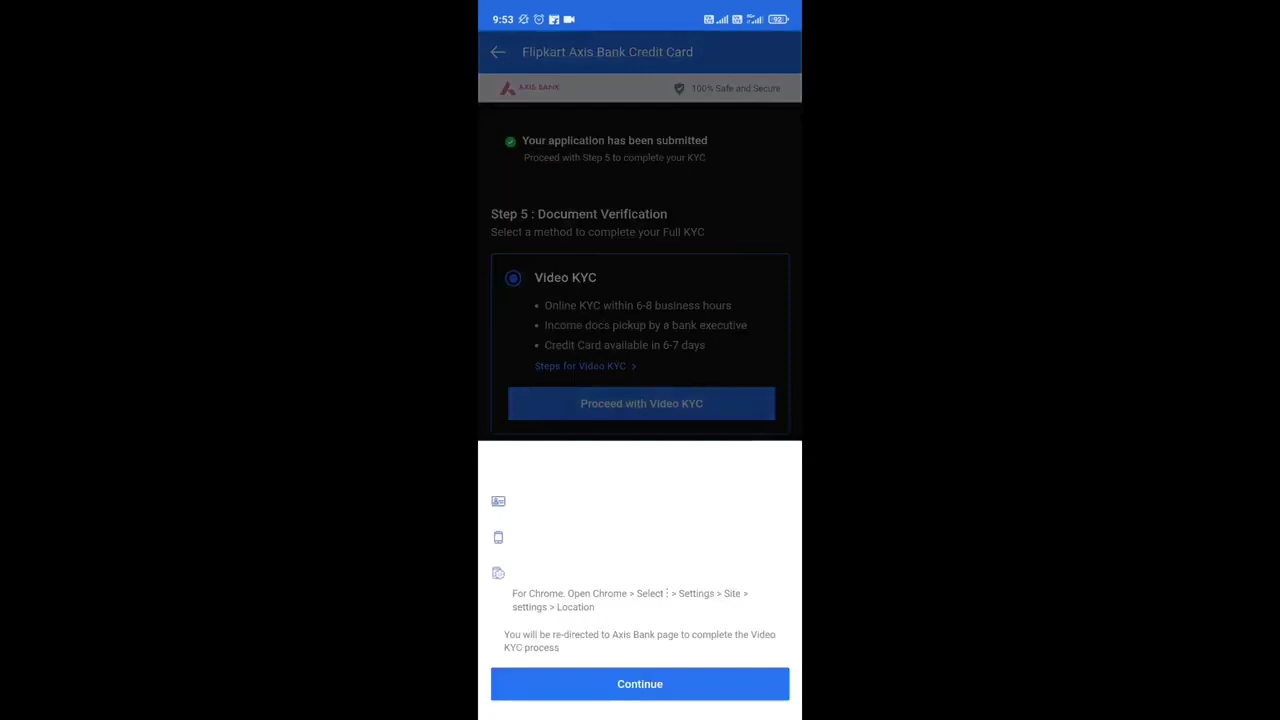 9:53
92
Flipkart Axis Bank Credit Card
AXIS BANK
100% Safe and Secure
Your application has been submitted
Proceed with Step 5 to complete your KYC
Step 5 : Document Verification
Select a method to complete your Full KYC
Video KYC
• Online KYC within 6-8 business hours
• Income docs pickup by a bank executive
• Credit Card available in 6-7 days
Steps for Video KYC >
Proceed with Video KYC
For Chrome. Open Chrome > Select ⋮ > Settings > Site >
settings > Location
You will be re-directed to Axis Bank page to complete the Video
KYC process
Continue